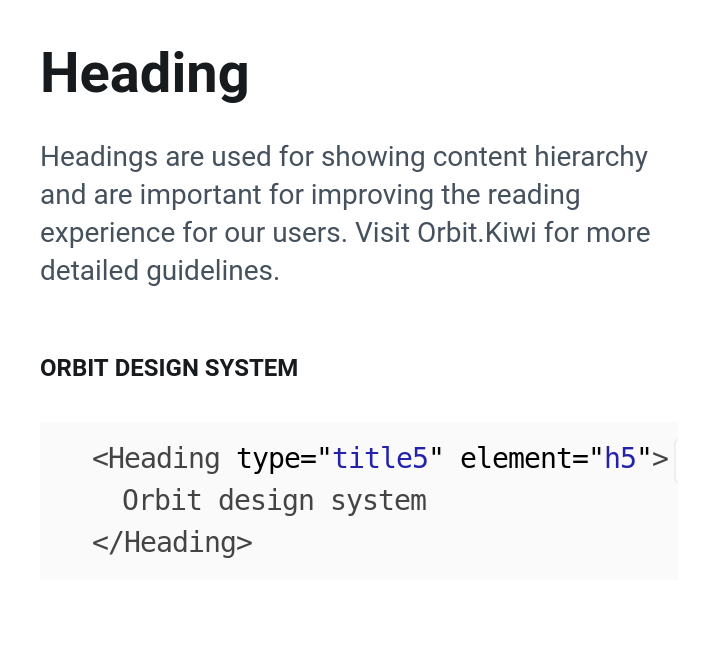 Heading
Headings are used for showing content hierarchy
and are important for improving the reading
experience for our users. Visit Orbit.Kiwi for more
detailed guidelines.
ORBIT DESIGN SYSTEM
<Heading type="title5" element="h5">
Orbit design system
</Heading>